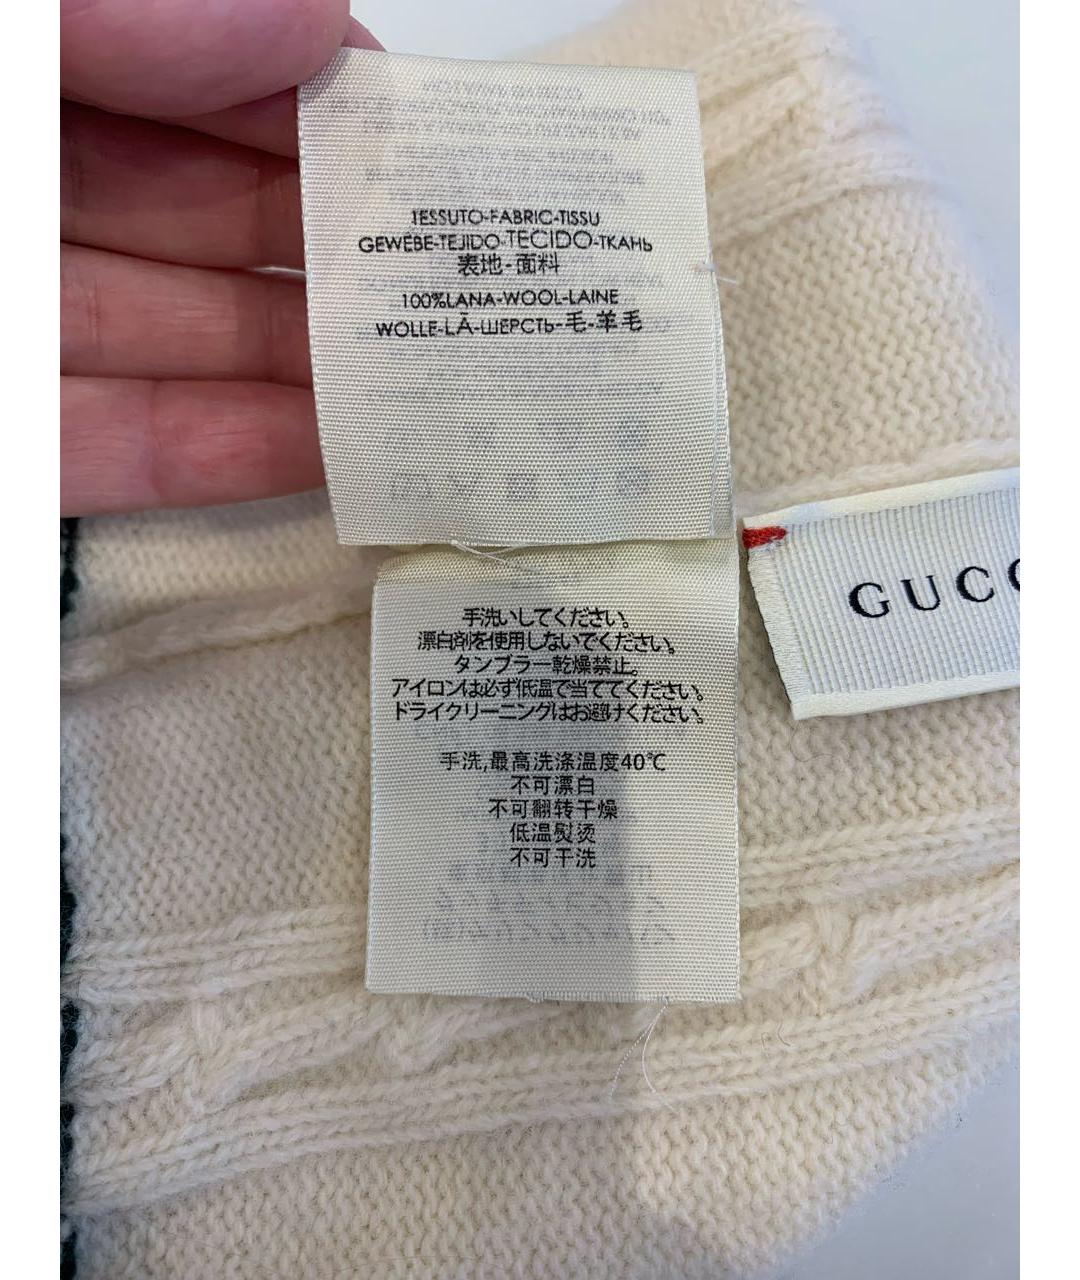 TESSUTO-FABRIC-TISSU
GEWEBE-TEJIDO-TECIDO-ТКАНЬ
表地-面料
100%LANA-WOOL-LAINE
WOLLE-LÃ-ШЕРСТЬ-毛-羊毛
GUCC
手洗いしてください。
漂白剤を使用しないでください。
タンブラー乾燥禁止。
アイロンは必ず低温で当ててください。
ドライクリーニングはお避けください。
手洗,最高洗涤温度40℃
不可漂白
不可翻转干燥
低温熨烫
不可干洗